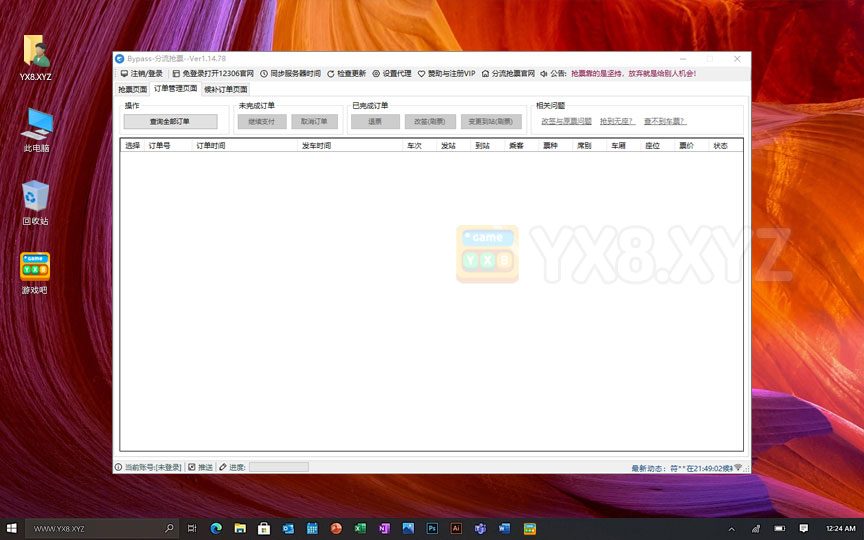 YX8.XYZ
此电脑
回收站
game
YX8
游戏吧
Bypass-分流抢票--Ver1.14.78
注销/登录 免登录打开12306官网 同步服务器时间 检查更新 设置代理 赞助与注册VIP 分流抢票官网 公告: 抢票靠的是坚持，放弃就是给别人机会!
抢票页面 订单管理页面 候补订单页面
操作 未完成订单 已完成订单 相关问题
查询全部订单 继续支付 取消订单 退票 改签(刷票) 变更到站(刷票) 改签与原票问题 抢到无座? 查不到车票?
选择 订单号 订单时间 发车时间 车次 发站 到站 乘客 票种 席别 车厢 座位 票价 状态
game
YX8
YX8.XYZ
当前账号:[未登录] 推送 进度: 最新动态: 符**在21:49:02候补
WWW.YX8.XYZ
Ps Ai
12:24 AM